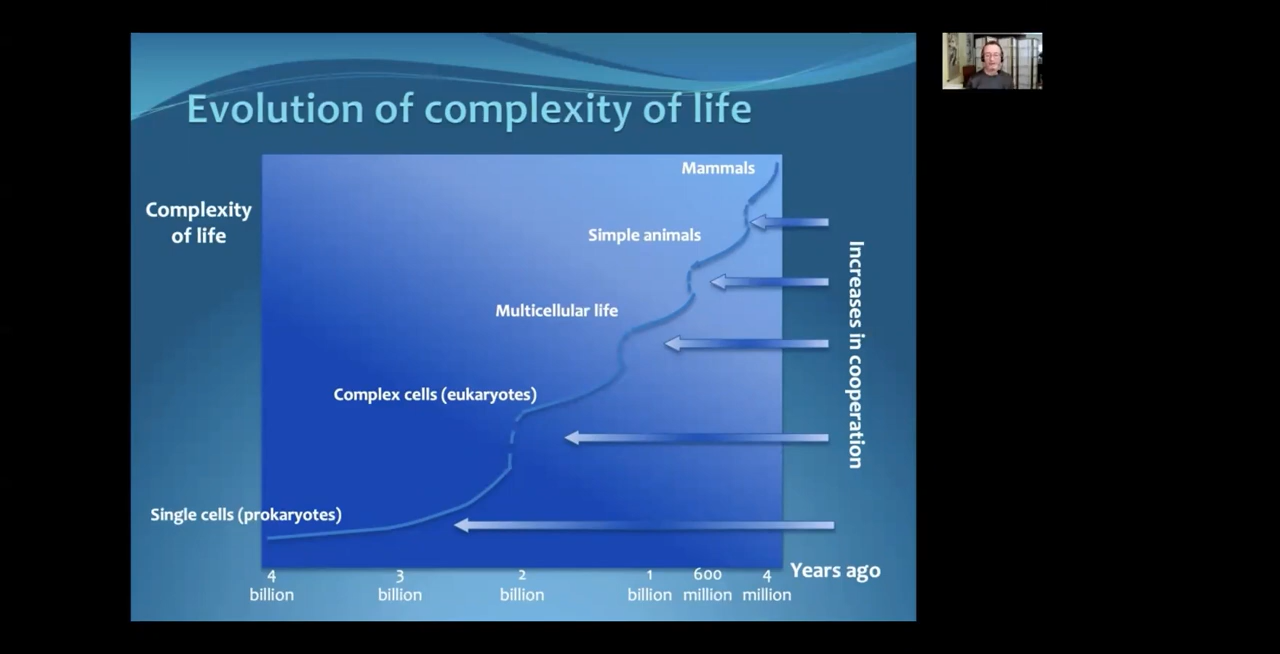 Evolution of complexity of life
Mammals
Complexity
of life
Simple animals
Multicellular life
Complex cells (eukaryotes)
Single cells (prokaryotes)
Increases in cooperation
4
billion
3
billion
2
billion
1
billion
600
million
4
million
Years ago